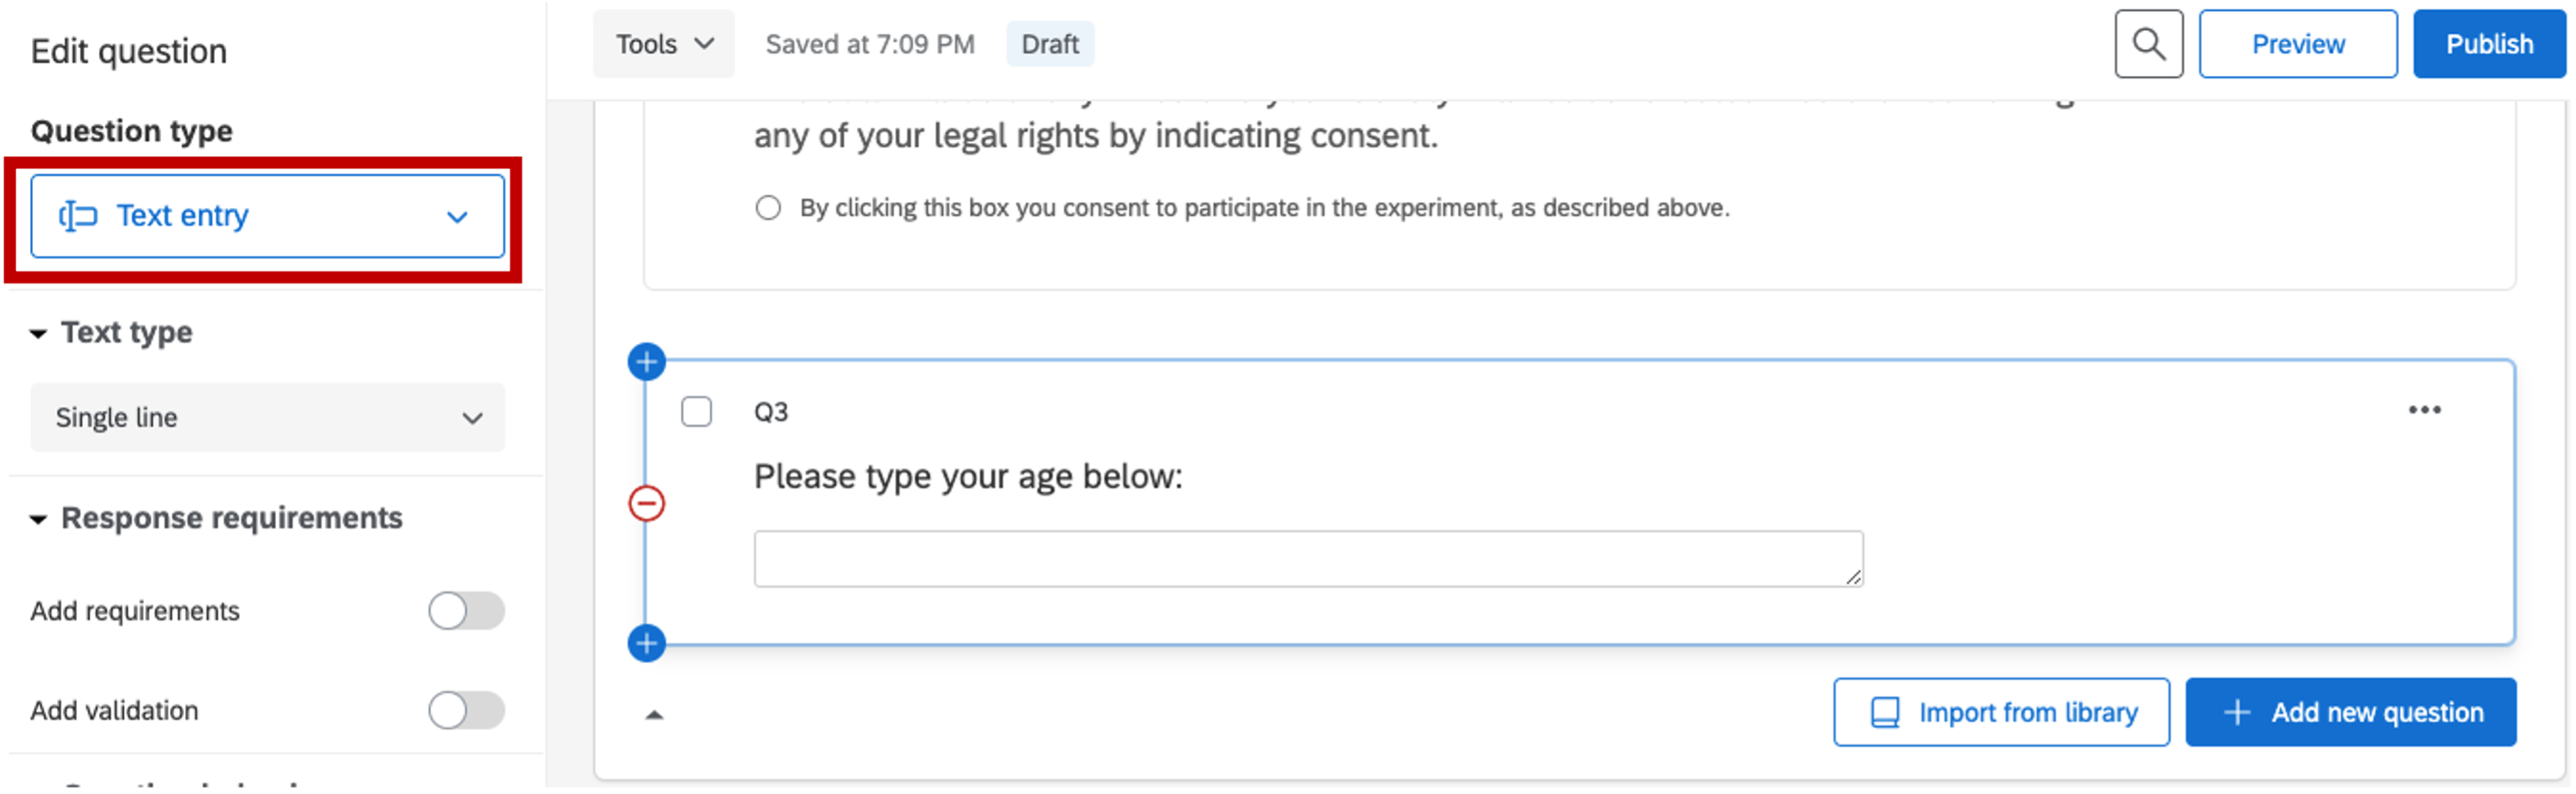 Edit question
Question type
Text entry
Text type
Single line
Response requirements
Add requirements
Add validation
Tools
Saved at 7:09 PM
Draft
Preview
Publish
any of your legal rights by indicating consent.
By clicking this box you consent to participate in the experiment, as described above.
Q3
Please type your age below:
Import from library
Add new question